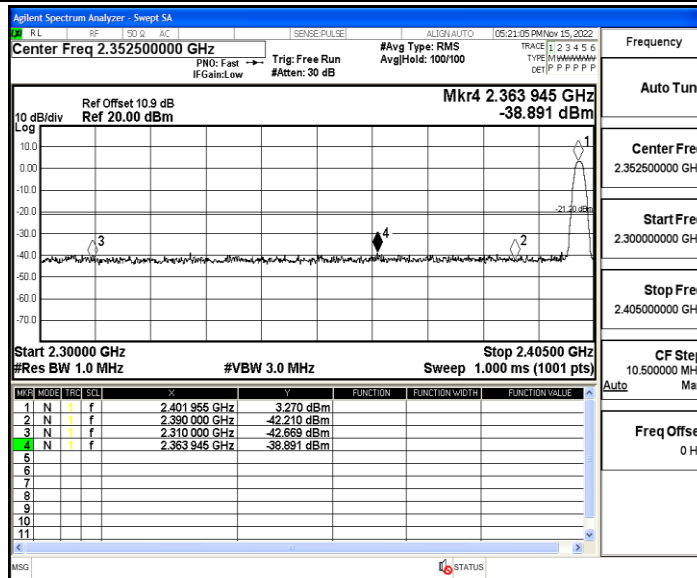 Agilent Spectrum Analyzer - Swept SA
RL RF 50 Ω AC SENSE:PULSE ALIGN AUTO 05:21:05 PM Nov 15, 2022
Center Freq 2.352500000 GHz
PNO: Fast Trig: Free Run #Avg Type: RMS TRACE 1 2 3 4 5 6
IFGain:Low #Atten: 30 dB Avg|Hold: 100/100 TYPE M WWWWW
DET P P P P P P
Mkr4 2.363 945 GHz
-38.891 dBm
Ref Offset 10.9 dB
10 dB/div Ref 20.00 dBm
Log
10.0
0.00
-10.0
-20.0
-30.0
-40.0
-50.0
-60.0
-70.0
1
-21.20 dBm
3
4
2
Start 2.30000 GHz Stop 2.40500 GHz
#Res BW 1.0 MHz #VBW 3.0 MHz Sweep 1.000 ms (1001 pts)
MKR MODE TRC SCL X Y FUNCTION FUNCTION WIDTH FUNCTION VALUE
1 N 1 f 2.401 955 GHz 3.270 dBm
2 N 1 f 2.390 000 GHz -42.210 dBm
3 N 1 f 2.310 000 GHz -42.669 dBm
4 N 1 f 2.363 945 GHz -38.891 dBm
5
6
7
8
9
10
11
MSG STATUS
Frequency
Auto Tun
Center Fre
2.352500000 GH
Start Fre
2.300000000 GH
Stop Fre
2.405000000 GH
CF Step
10.500000 MH
Auto Ma
Freq Offse
0 H